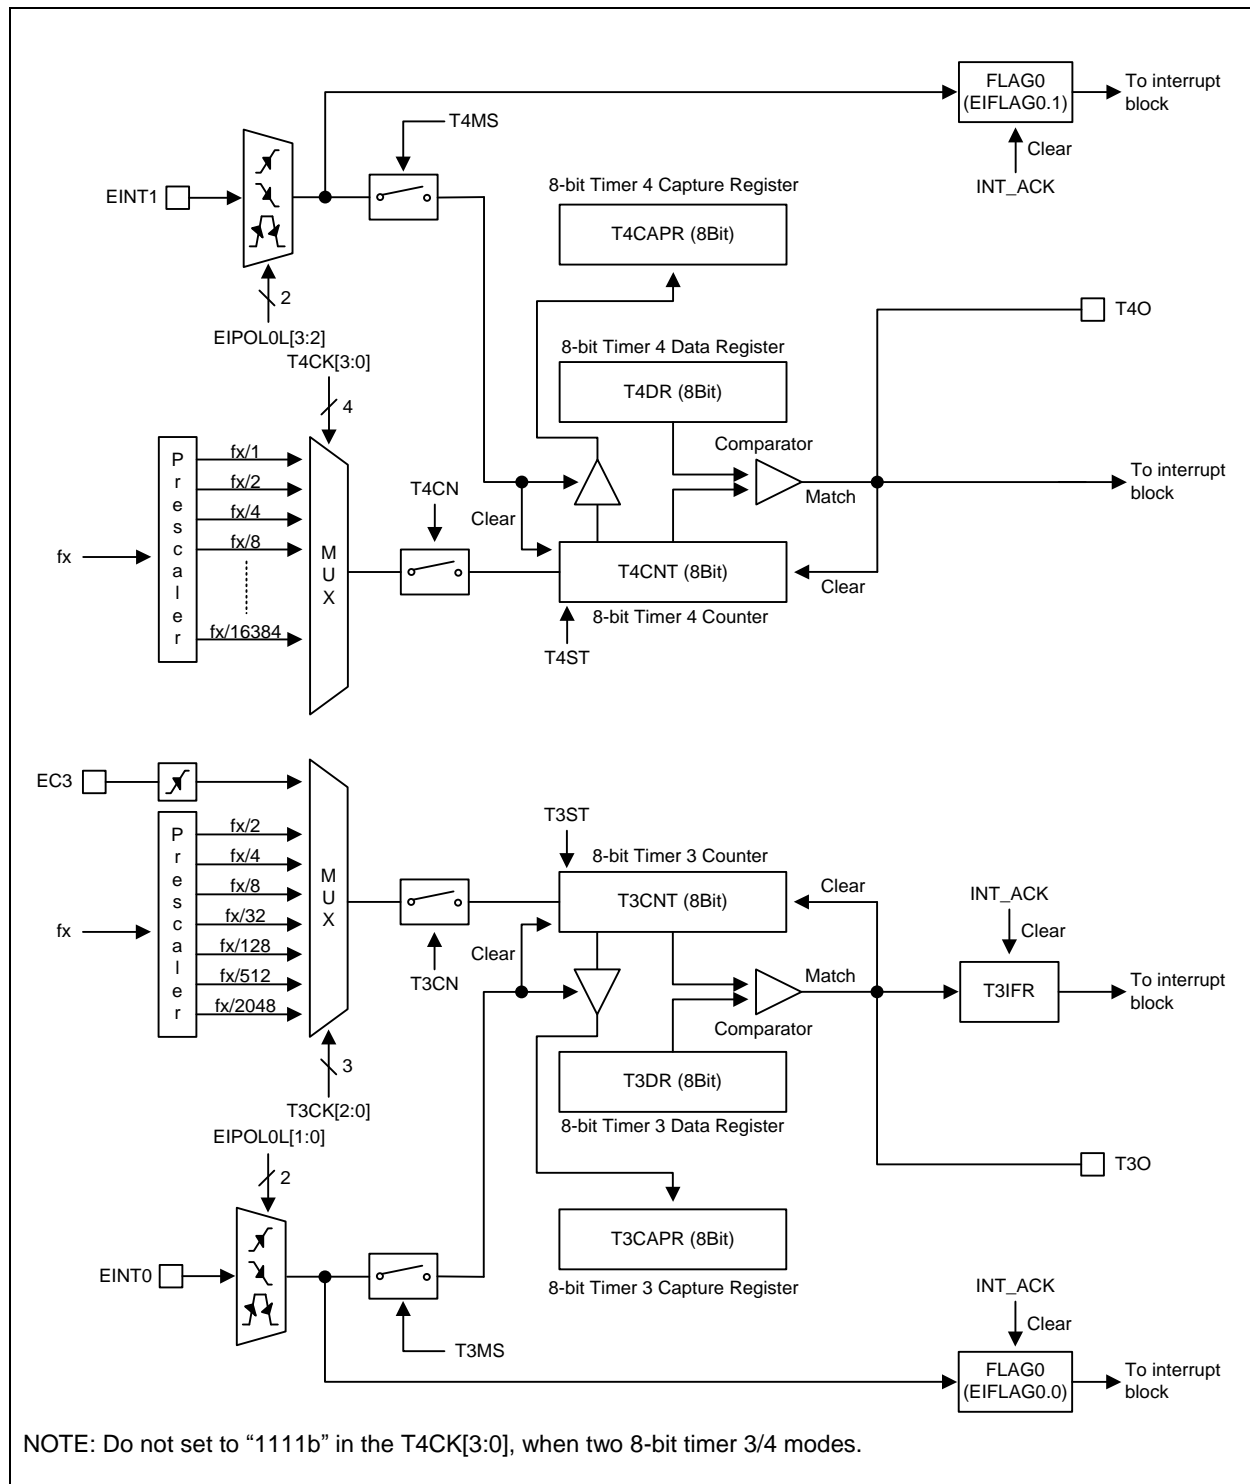 FLAG0
(EIFLAG0.1)
To interrupt
block
T4MS
Clear
INT_ACK
EINT1
8-bit Timer 4 Capture Register
T4CAPR (8Bit)
2
EIPOL0L[3:2]
T4O
T4CK[3:0]
8-bit Timer 4 Data Register
T4DR (8Bit)
4
Comparator
Prescaler
fx/1
fx/2
fx/4
fx/8
fx/16384
fx
MUX
T4CN
Clear
Match
To interrupt
block
T4CNT (8Bit)
Clear
8-bit Timer 4 Counter
T4ST
EC3
T3ST
Prescaler
fx/2
fx/4
fx/8
fx/32
fx/128
fx/512
fx/2048
fx
MUX
8-bit Timer 3 Counter
T3CNT (8Bit)
Clear
INT_ACK
Clear
Clear
T3CN
Match
T3IFR
To interrupt
block
Comparator
3
T3DR (8Bit)
T3CK[2:0]
8-bit Timer 3 Data Register
EIPOL0L[1:0]
2
T3O
T3CAPR (8Bit)
EINT0
8-bit Timer 3 Capture Register
INT_ACK
Clear
T3MS
FLAG0
(EIFLAG0.0)
To interrupt
block
NOTE: Do not set to “1111b” in the T4CK[3:0], when two 8-bit timer 3/4 modes.